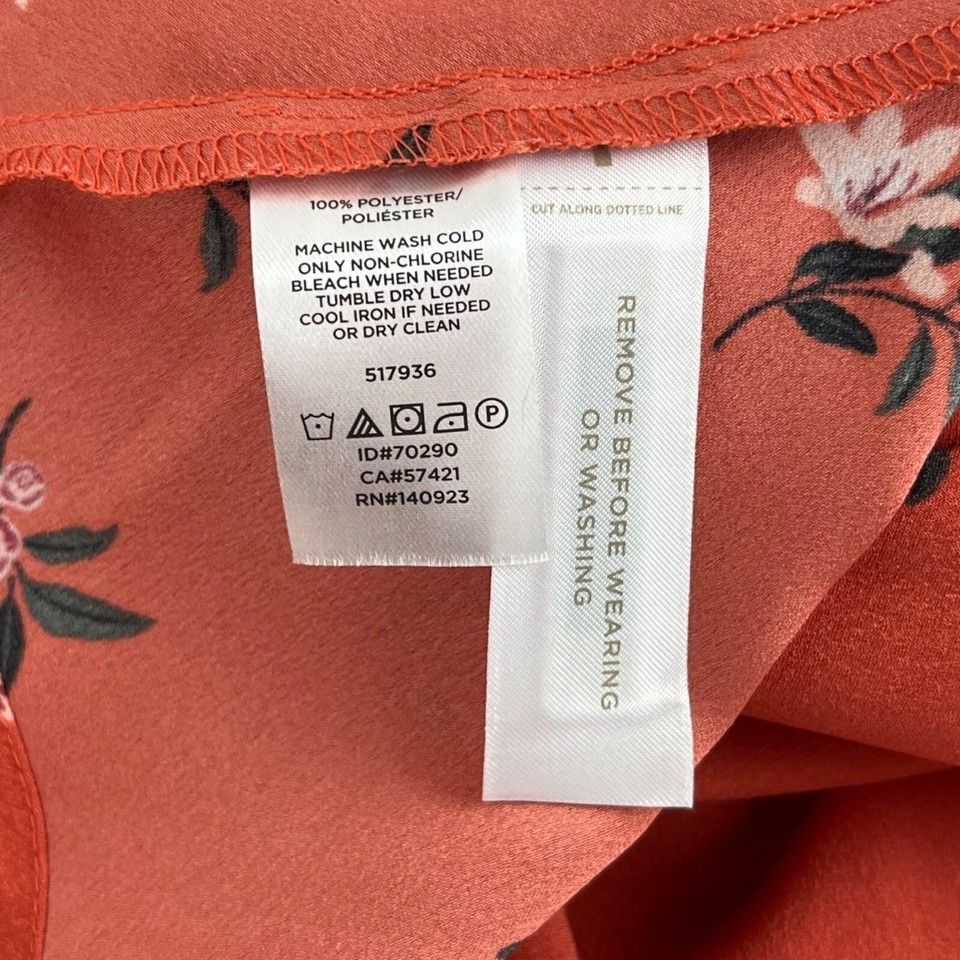 100% POLYESTER/
POLIÉSTER
MACHINE WASH COLD
ONLY NON-CHLORINE
BLEACH WHEN NEEDED
TUMBLE DRY LOW
COOL IRON IF NEEDED
OR DRY CLEAN
517936
P
ID#70290
CA#57421
RN#140923
CUT ALONG DOTTED LINE
REMOVE BEFORE WEARING
OR WASHING